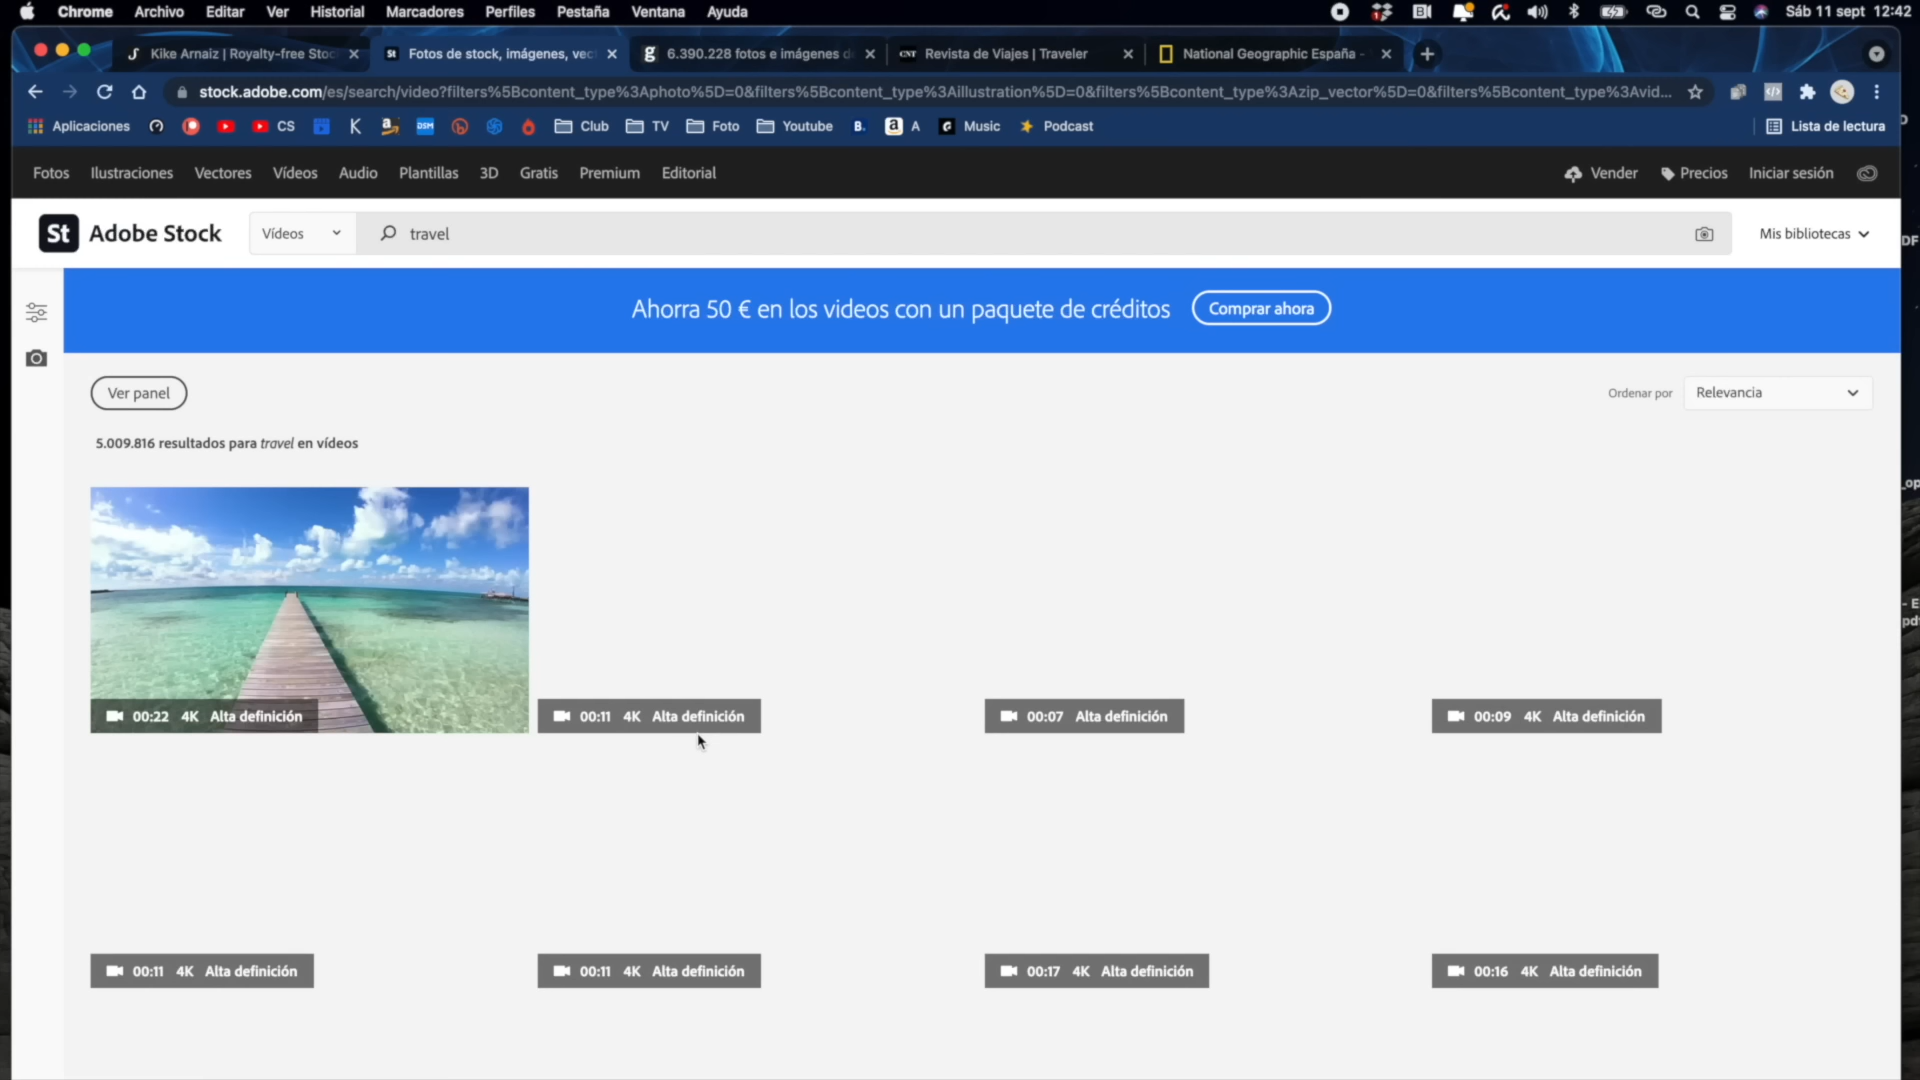 Chrome Archivo Editar Ver Historial Marcadores Perfiles Pestaña Ventana Ayuda Sáb 11 sept 12:42
Kike Arnaiz | Royalty-free Stoc Fotos de stock, imágenes, vec 6.390.228 fotos e imágenes d Revista de Viajes | Traveler National Geographic España -
stock.adobe.com/es/search/video?filters%5Bcontent_type%3Aphoto%5D=0&filters%5Bcontent_type%3Aillustration%5D=0&filters%5Bcontent_type%3Azip_vector%5D=0&filters%5Bcontent_type%3Avid...
Aplicaciones CS K DSM Club TV Foto Youtube B. a A Music Podcast Lista de lectura
Fotos Ilustraciones Vectores Vídeos Audio Plantillas 3D Gratis Premium Editorial Vender Precios Iniciar sesión
St Adobe Stock Vídeos travel Mis bibliotecas
Ahorra 50 € en los videos con un paquete de créditos Comprar ahora
Ver panel Ordenar por Relevancia
5.009.816 resultados para travel en vídeos
00:22 4K Alta definición
00:11 4K Alta definición
00:07 Alta definición
00:09 4K Alta definición
00:11 4K Alta definición
00:11 4K Alta definición
00:17 4K Alta definición
00:16 4K Alta definición